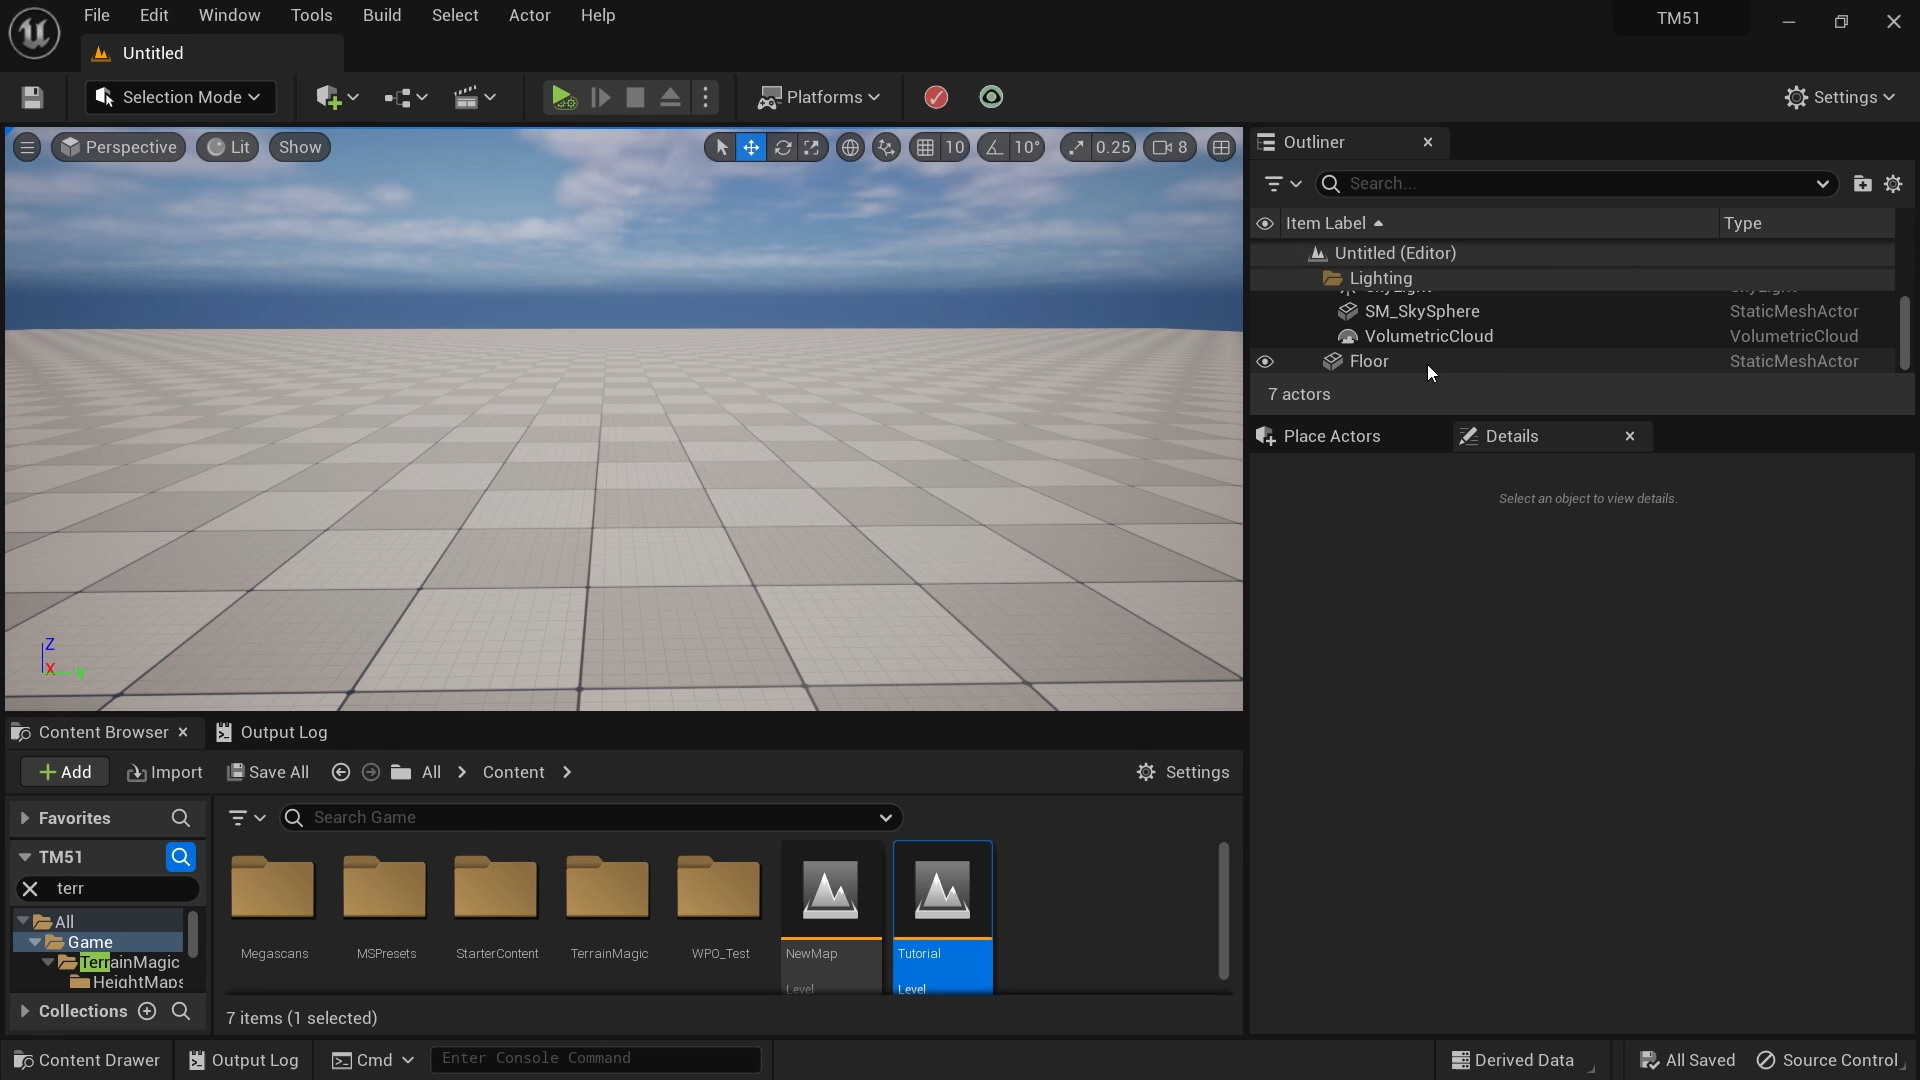 File Edit Window Tools Build Select Actor Help
TM51
Untitled
Selection Mode
Platforms
Settings
Perspective
Lit
Show
10
10°
0.25
8
Outliner
Search...
Item Label
Type
Untitled (Editor)
Lighting
SkyLight SkyLight
SM_SkySphere StaticMeshActor
VolumetricCloud VolumetricCloud
Floor StaticMeshActor
7 actors
Place Actors
Details
Select an object to view details.
Z
X
Y
Content Browser
Output Log
Add
Import
Save All
All
Content
Settings
Favorites
Search Game
TM51
terr
All
Game
TerrainMagic
HeightMaps
Collections
Megascans
MSPresets
StarterContent
TerrainMagic
WPO_Test
NewMap
Level
Tutorial
Level
7 items (1 selected)
Content Drawer
Output Log
Cmd
Enter Console Command
Derived Data
All Saved
Source Control